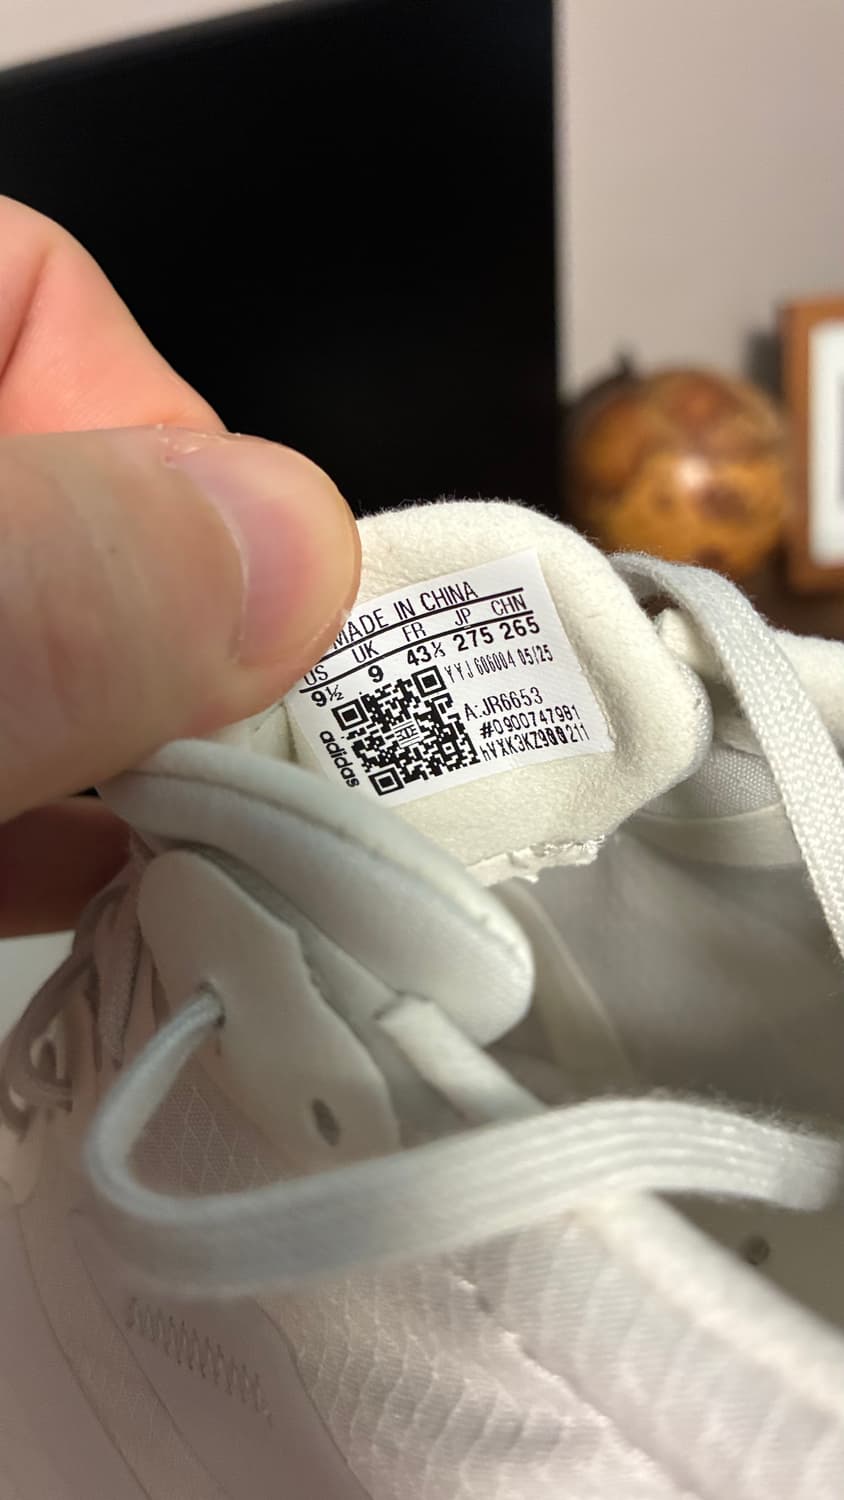 MADE IN CHINA
US UK FR JP CHN
9½ 9 43⅓ 275 265
YYJ 606004 05/25
A:JR6653
#0900747981
adidas